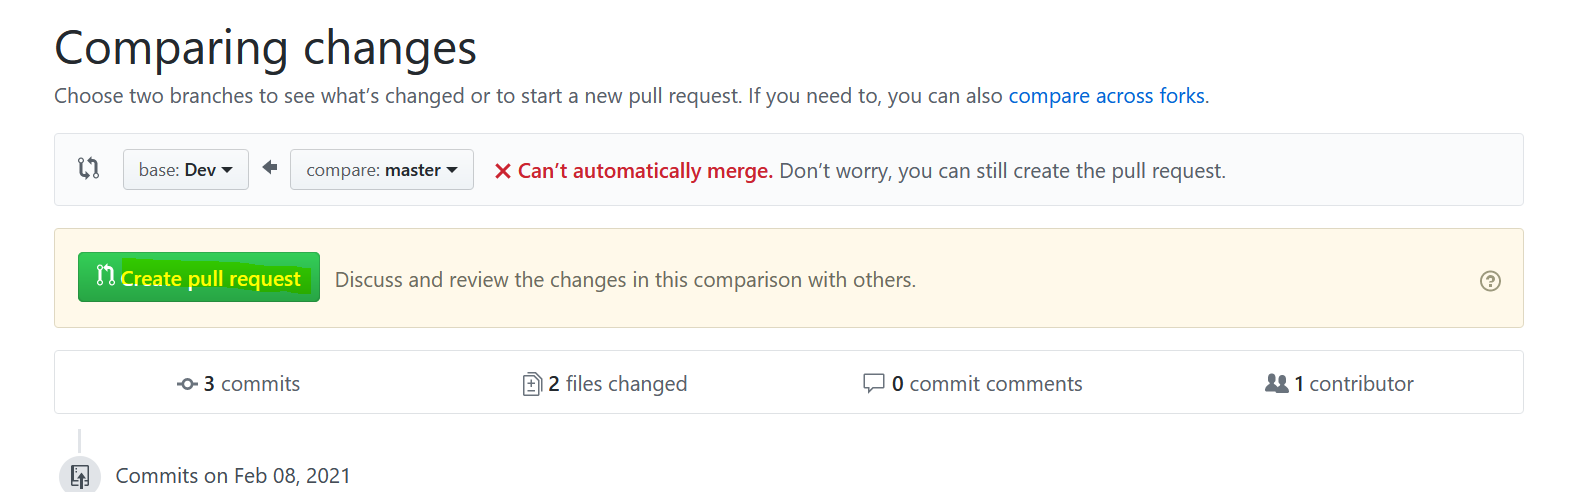 Comparing changes
Choose two branches to see what's changed or to start a new pull request. If you need to, you can also compare across forks.
base: Dev compare: master Can't automatically merge. Don't worry, you can still create the pull request.
Create pull request Discuss and review the changes in this comparison with others.
3 commits 2 files changed 0 commit comments 1 contributor
Commits on Feb 08, 2021